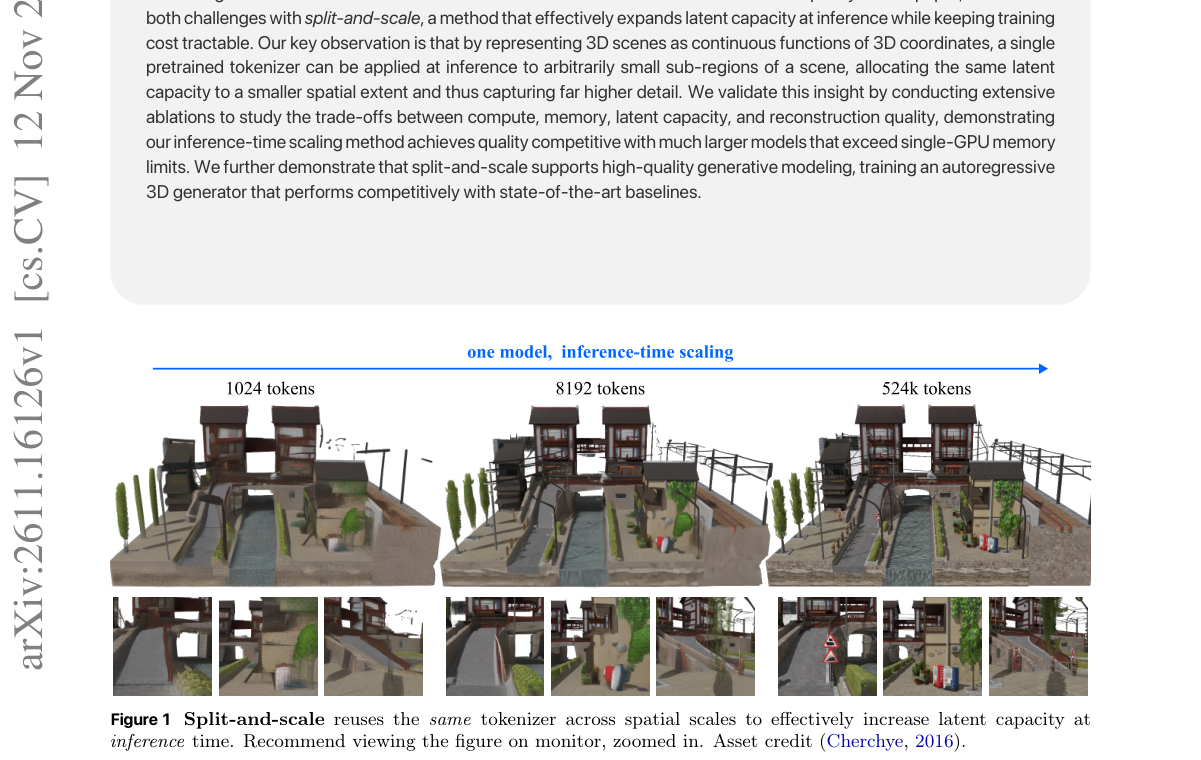 both challenges with split-and-scale, a method that effectively expands latent capacity at inference while keeping training
cost tractable. Our key observation is that by representing 3D scenes as continuous functions of 3D coordinates, a single
pretrained tokenizer can be applied at inference to arbitrarily small sub-regions of a scene, allocating the same latent
capacity to a smaller spatial extent and thus capturing far higher detail. We validate this insight by conducting extensive
ablations to study the trade-offs between compute, memory, latent capacity, and reconstruction quality, demonstrating
our inference-time scaling method achieves quality competitive with much larger models that exceed single-GPU memory
limits. We further demonstrate that split-and-scale supports high-quality generative modeling, training an autoregressive
3D generator that performs competitively with state-of-the-art baselines.
arXiv:2611.16126v1 [cs.CV] 12 Nov 2
one model, inference-time scaling
1024 tokens
8192 tokens
524k tokens
Figure 1 Split-and-scale reuses the same tokenizer across spatial scales to effectively increase latent capacity at
inference time. Recommend viewing the figure on monitor, zoomed in. Asset credit (Cherchye, 2016).